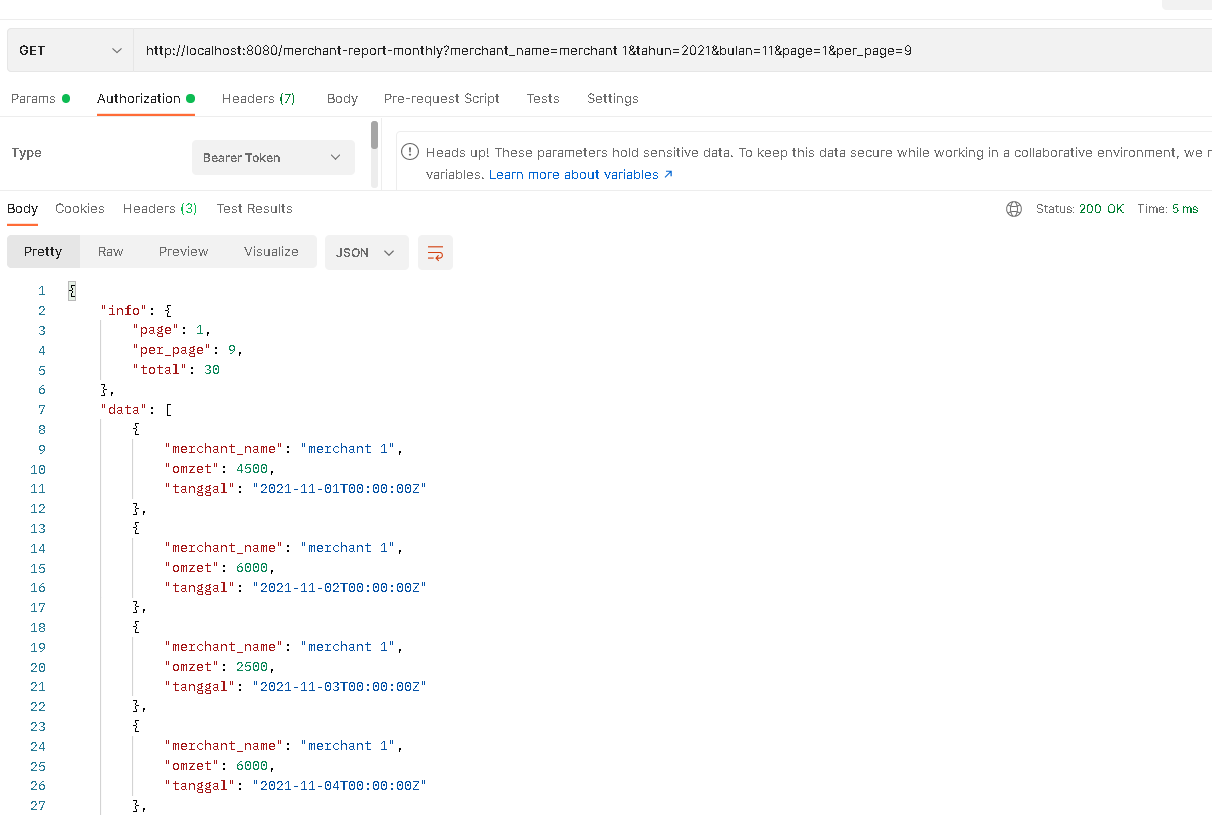 GET http://localhost:8080/merchant-report-monthly?merchant_name=merchant 1&tahun=2021&bulan=11&page=1&per_page=9
Params Authorization Headers (7) Body Pre-request Script Tests Settings
Type Bearer Token
Heads up! These parameters hold sensitive data. To keep this data secure while working in a collaborative environment, we
variables. Learn more about variables ↗
Body Cookies Headers (3) Test Results Status: 200 OK Time: 5 ms
Pretty Raw Preview Visualize JSON
1 {
2 "info": {
3 "page": 1,
4 "per_page": 9,
5 "total": 30
6 },
7 "data": [
8 {
9 "merchant_name": "merchant 1",
10 "omzet": 4500,
11 "tanggal": "2021-11-01T00:00:00Z"
12 },
13 {
14 "merchant_name": "merchant 1",
15 "omzet": 6000,
16 "tanggal": "2021-11-02T00:00:00Z"
17 },
18 {
19 "merchant_name": "merchant 1",
20 "omzet": 2500,
21 "tanggal": "2021-11-03T00:00:00Z"
22 },
23 {
24 "merchant_name": "merchant 1",
25 "omzet": 6000,
26 "tanggal": "2021-11-04T00:00:00Z"
27 },